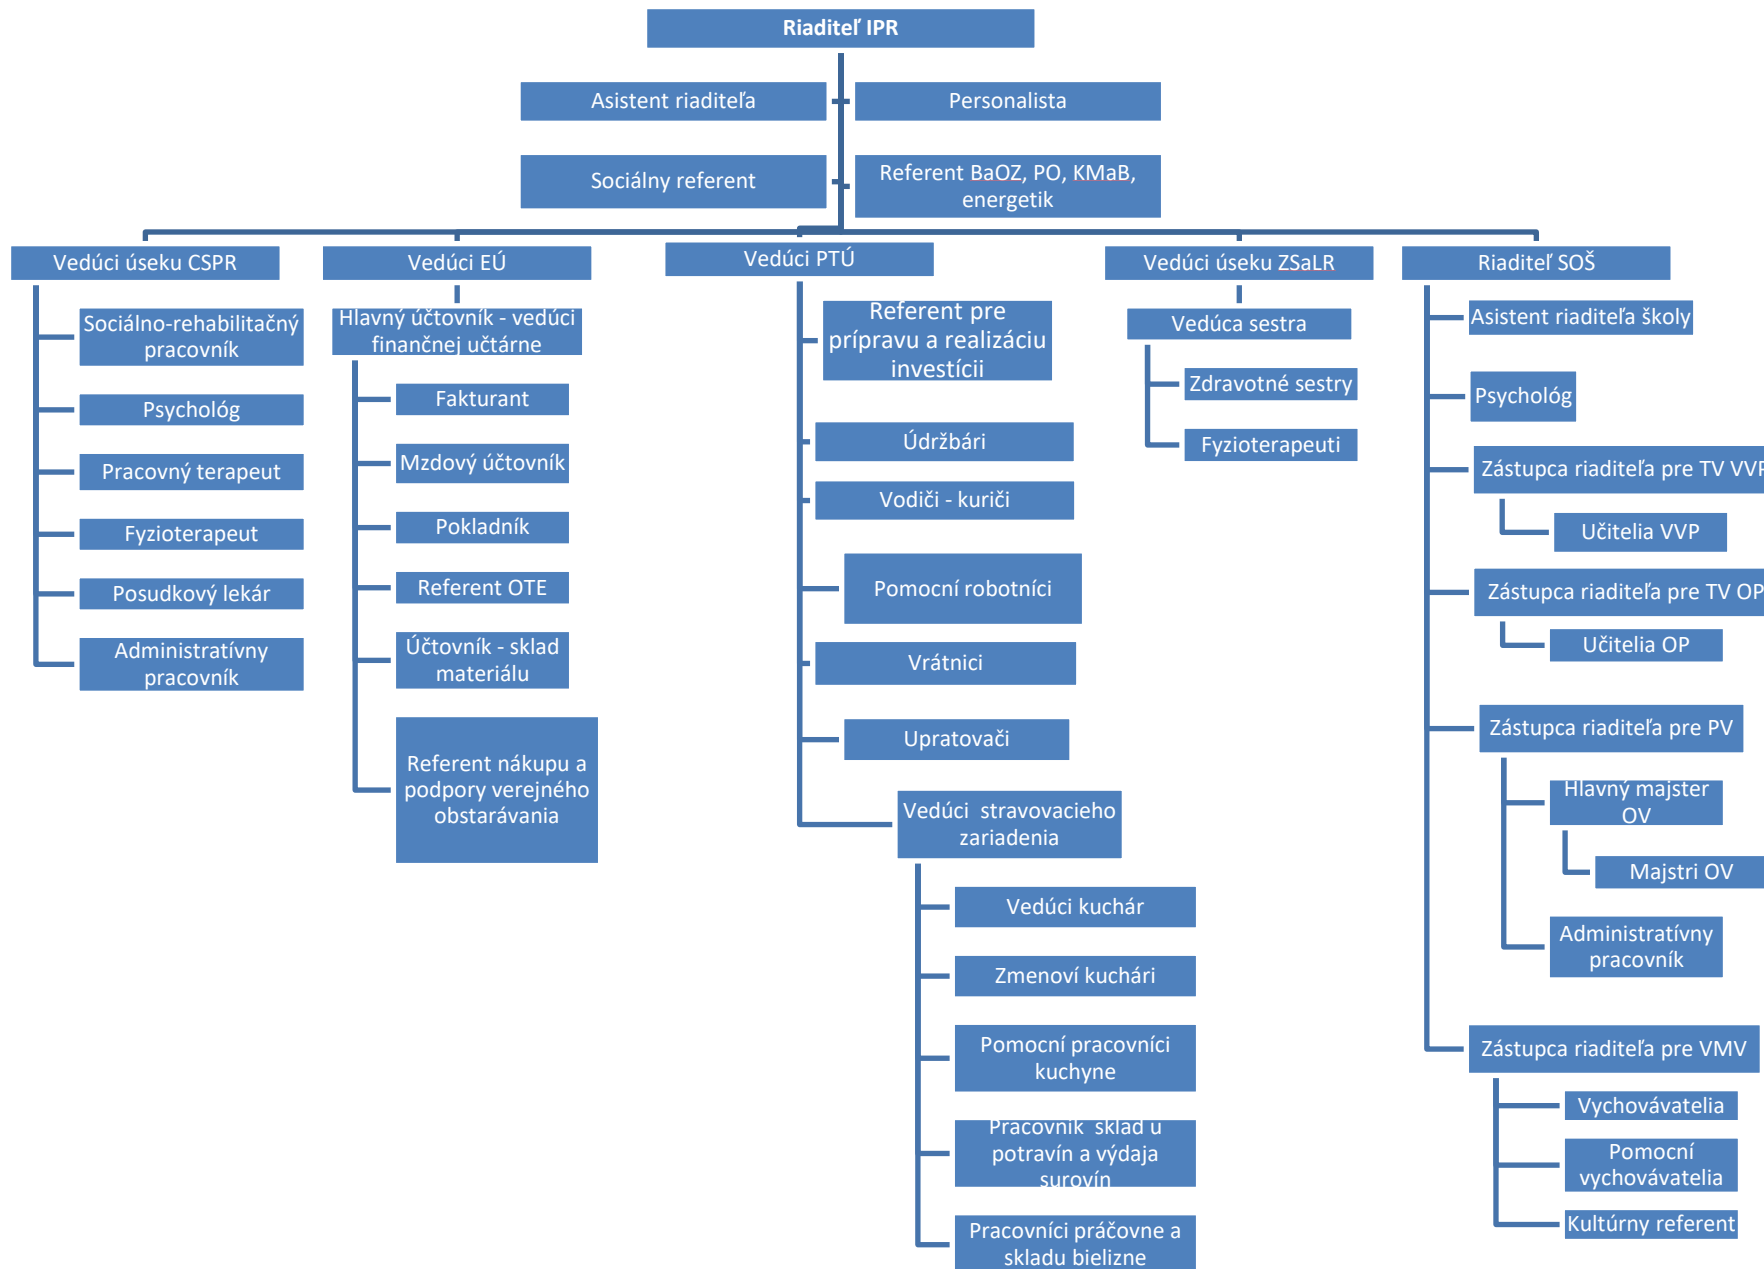 Riaditeľ IPR
Asistent riaditeľa
Personalista
Sociálny referent
Referent BaOZ, PO, KMaB,
energetik
Vedúci úseku CSPR
Sociálno-rehabilitačný
pracovník
Psychológ
Pracovný terapeut
Fyzioterapeut
Posudkový lekár
Administratívny
pracovník
Vedúci EÚ
Hlavný účtovník - vedúci
finančnej učtárne
Fakturant
Mzdový účtovník
Pokladník
Referent OTE
Účtovník - sklad
materiálu
Referent nákupu a
podpory verejného
obstarávania
Vedúci PTÚ
Referent pre
prípravu a realizáciu
investícii
Údržbári
Vodiči - kuriči
Pomocní robotníci
Vrátnici
Upratovači
Vedúci stravovacieho
zariadenia
Vedúci kuchár
Zmenoví kuchári
Pomocní pracovníci
kuchyne
Pracovník sklad u
potravín a výdaja
surovín
Pracovníci práčovne a
skladu bielizne
Vedúci úseku ZSaLR
Vedúca sestra
Zdravotné sestry
Fyzioterapeuti
Riaditeľ SOŠ
Asistent riaditeľa školy
Psychológ
Zástupca riaditeľa pre TV VVP
Učitelia VVP
Zástupca riaditeľa pre TV OP
Učitelia OP
Zástupca riaditeľa pre PV
Hlavný majster
OV
Majstri OV
Administratívny
pracovník
Zástupca riaditeľa pre VMV
Vychovávatelia
Pomocní
vychovávatelia
Kultúrny referent